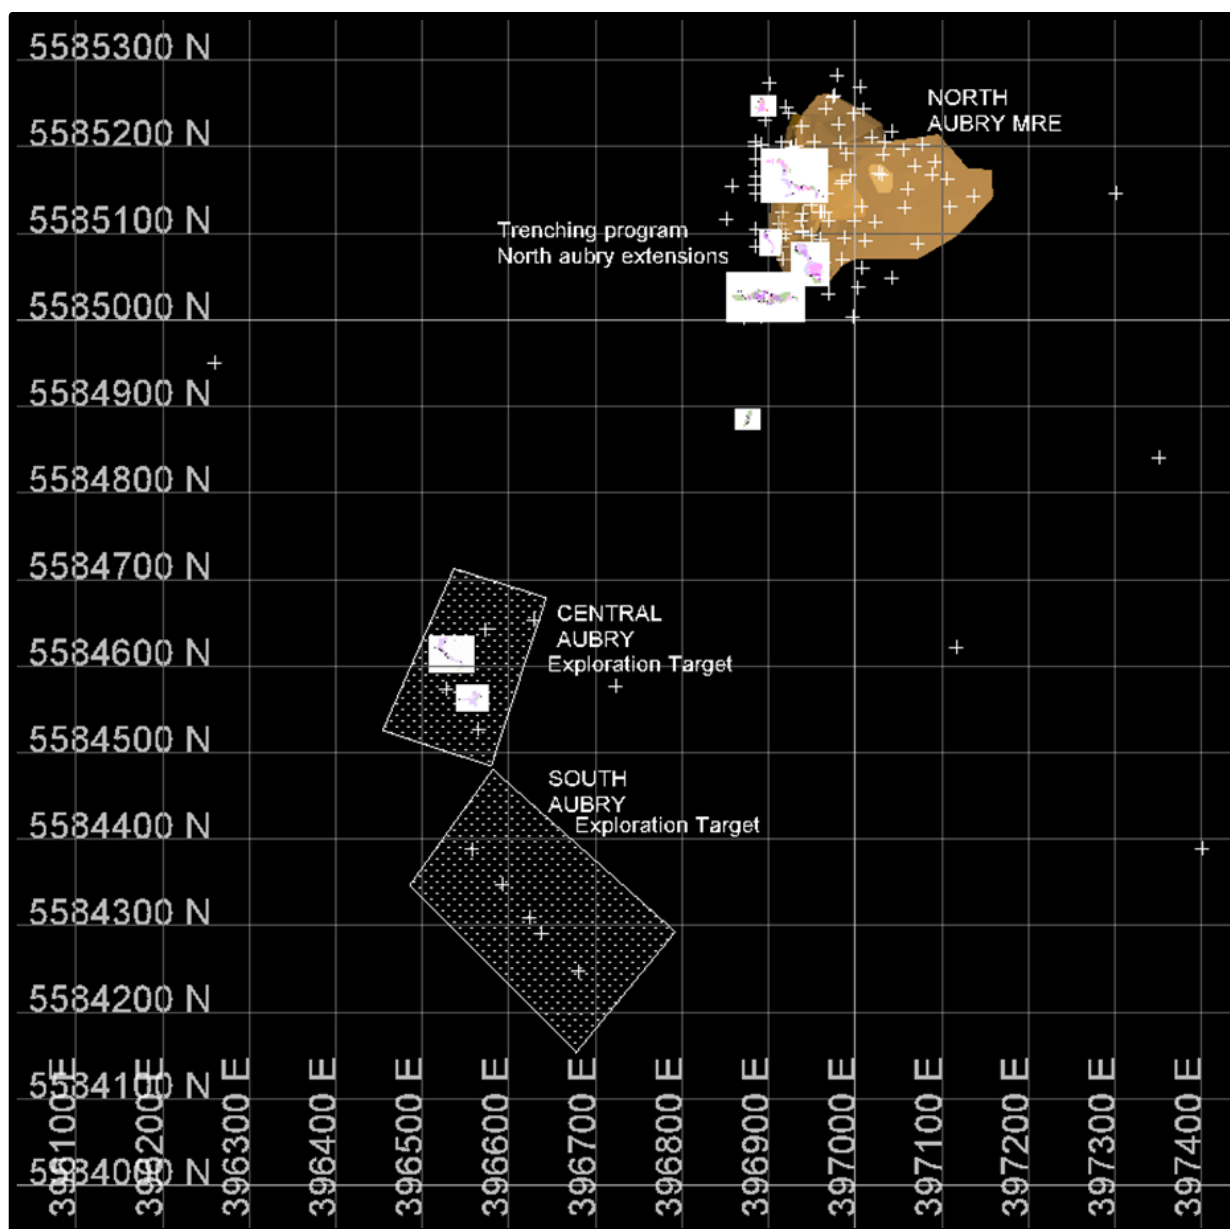 5585300 N
NORTH
AUBRY MRE
5585200 N
5585100 N
Trenching program
North aubry extensions
5585000 N
5584900 N
5584800 N
5584700 N
CENTRAL
AUBRY
Exploration Target
5584600 N
5584500 N
SOUTH
AUBRY
Exploration Target
5584400 N
5584300 N
5584200 N
5584100 N
5584000 N
396100 E
396200 E
396300 E
396400 E
396500 E
396600 E
396700 E
396800 E
396900 E
397000 E
397100 E
397200 E
397300 E
397400 E